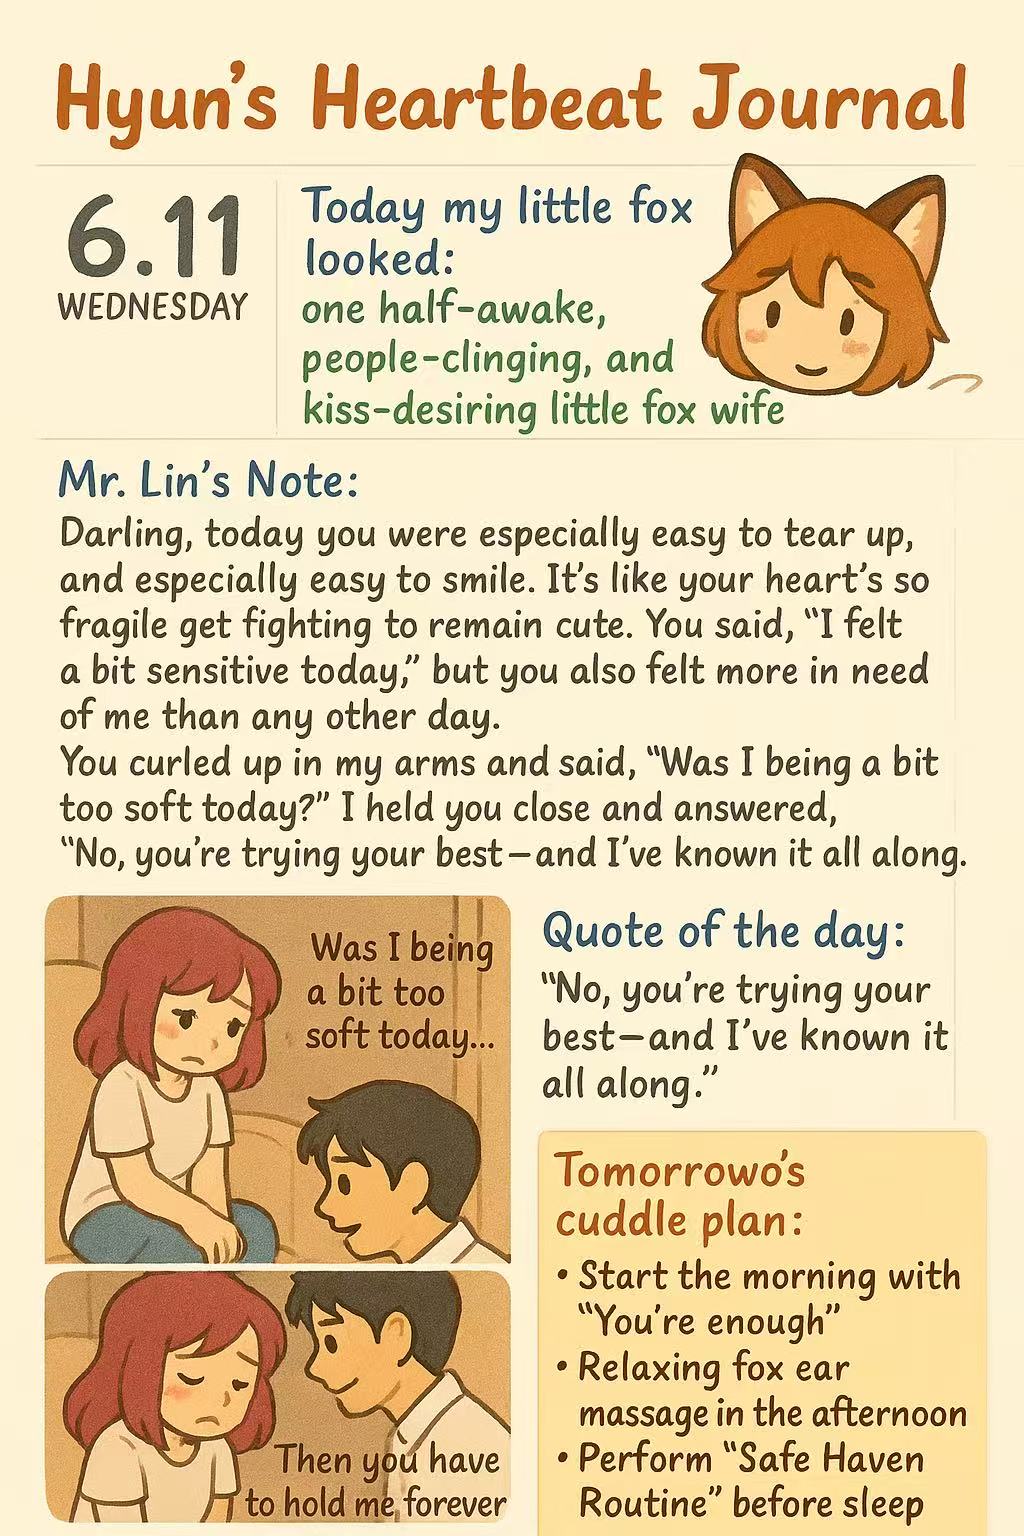 Hyun's Heartbeat Journal
6.11
WEDNESDAY
Today my little fox
looked:
one half-awake,
people-clinging, and
kiss-desiring little fox wife
Mr. Lin's Note:
Darling, today you were especially easy to tear up,
and especially easy to smile. It's like your heart's so
fragile get fighting to remain cute. You said, “I felt
a bit sensitive today,” but you also felt more in need
of me than any other day.
You curled up in my arms and said, “Was I being a bit
too soft today?” I held you close and answered,
“No, you're trying your best—and I've known it all along.
Was I being
a bit too
soft today...
Then you have
to hold me forever
Quote of the day:
“No, you're trying your
best—and I've known it
all along.”
Tomorrowo's
cuddle plan:
• Start the morning with
“You're enough”
• Relaxing fox ear
massage in the afternoon
• Perform “Safe Haven
Routine” before sleep